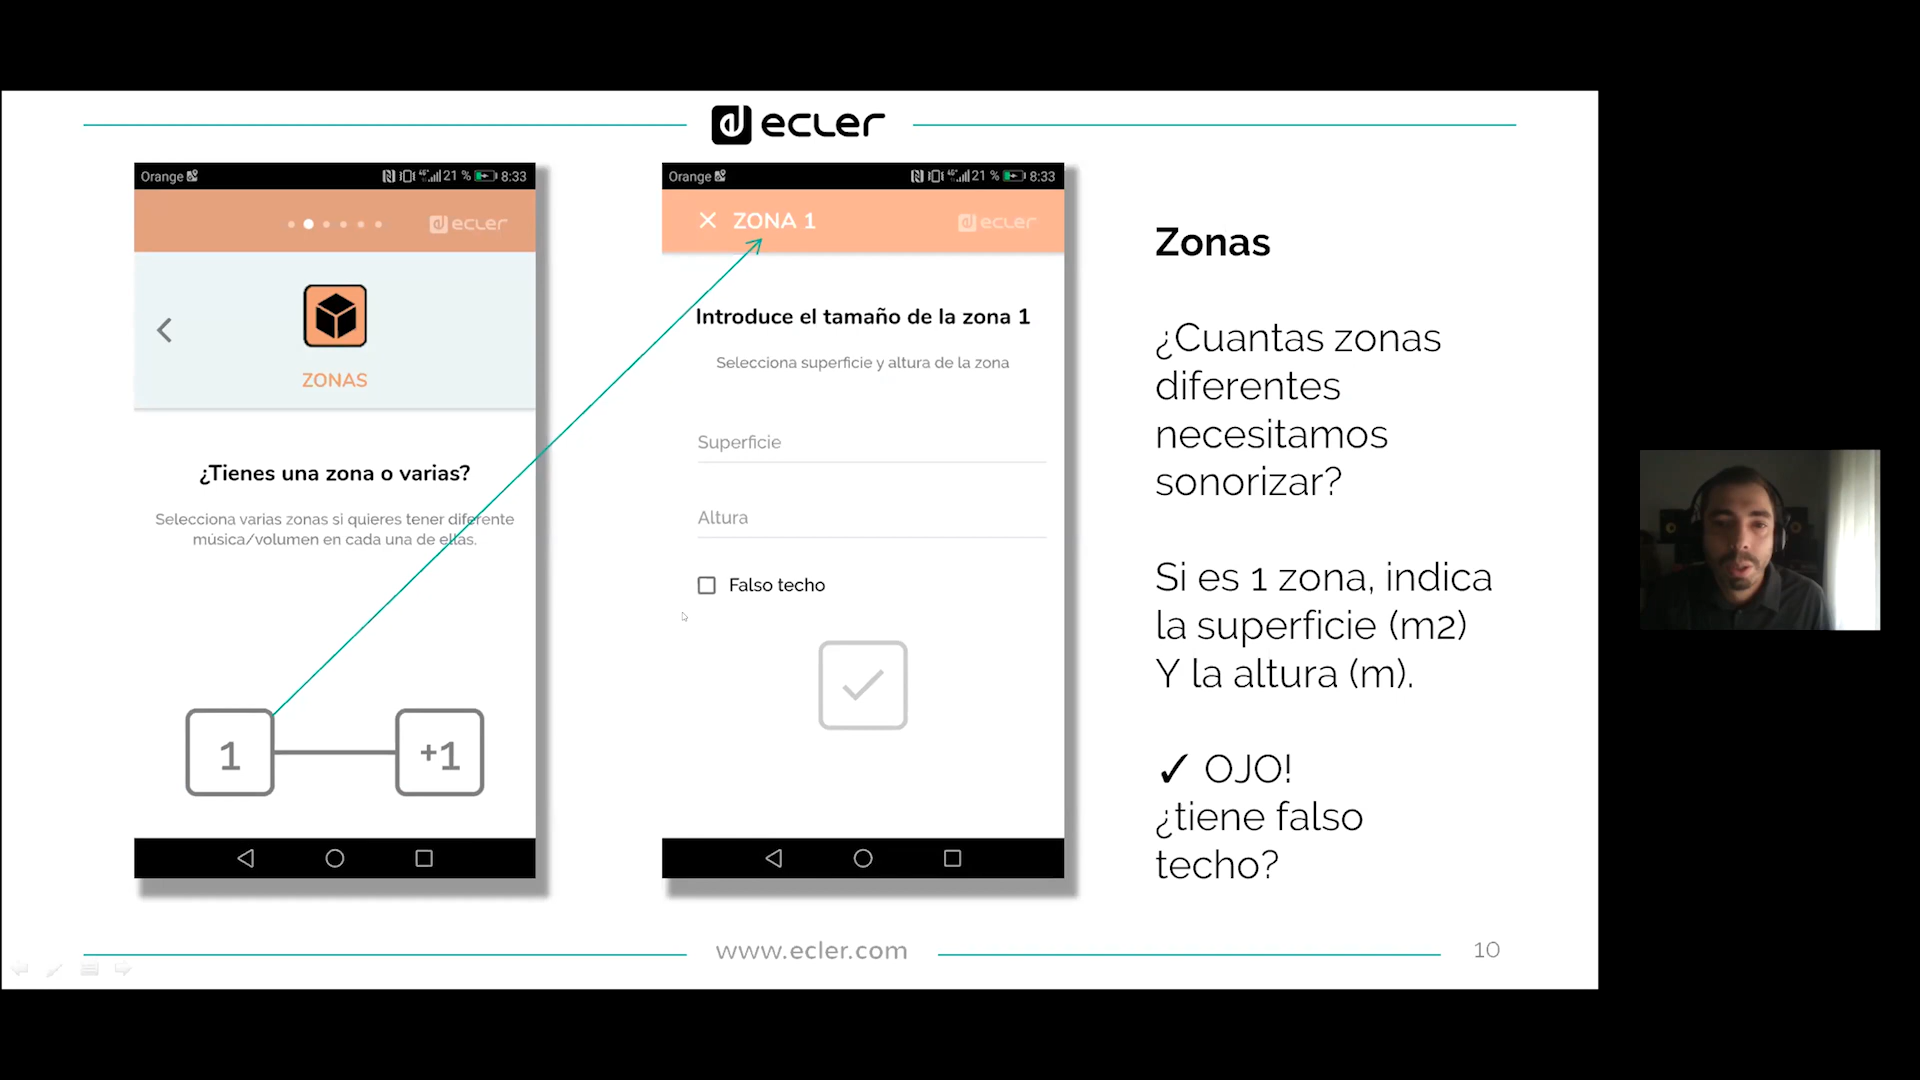 ecler
Orange
21 %
8:33
ecler
ZONAS
¿Tienes una zona o varias?
Selecciona varias zonas si quieres tener diferente
música/volumen en cada una de ellas.
1
+1
Orange
21 %
8:33
ZONA 1
ecler
Introduce el tamaño de la zona 1
Selecciona superficie y altura de la zona
Superficie
Altura
Falso techo
Zonas
¿Cuantas zonas
diferentes
necesitamos
sonorizar?
Si es 1 zona, indica
la superficie (m2)
Y la altura (m).
✓ OJO!
¿tiene falso
techo?
www.ecler.com
10